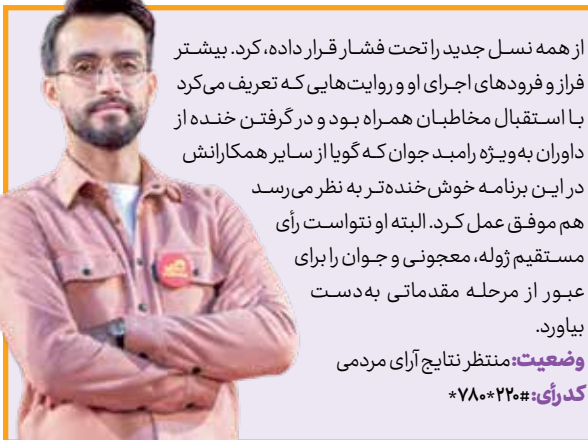 از همه نسل جدید را تحت فشار قرار داده، کرد. بیشتر
فراز و فرودهای اجرای او و روایت‌هایی که تعریف می‌کرد
با استقبال مخاطبان همراه بود و در گرفتن خنده از
داوران به‌ویژه رامبد جوان که گویا از سایر همکارانش
در این برنامه خوش‌خنده‌تر به نظر می‌رسد
هم موفق عمل کرد. البته او نتواست رأی
مستقیم ژوله، معجونی و جوان را برای
عبور از مرحله مقدماتی به‌دست
بیاورد.
وضعیت: منتظر نتایج آرای مردمی
کد رأی: #۲۲۰*۷۸۰*